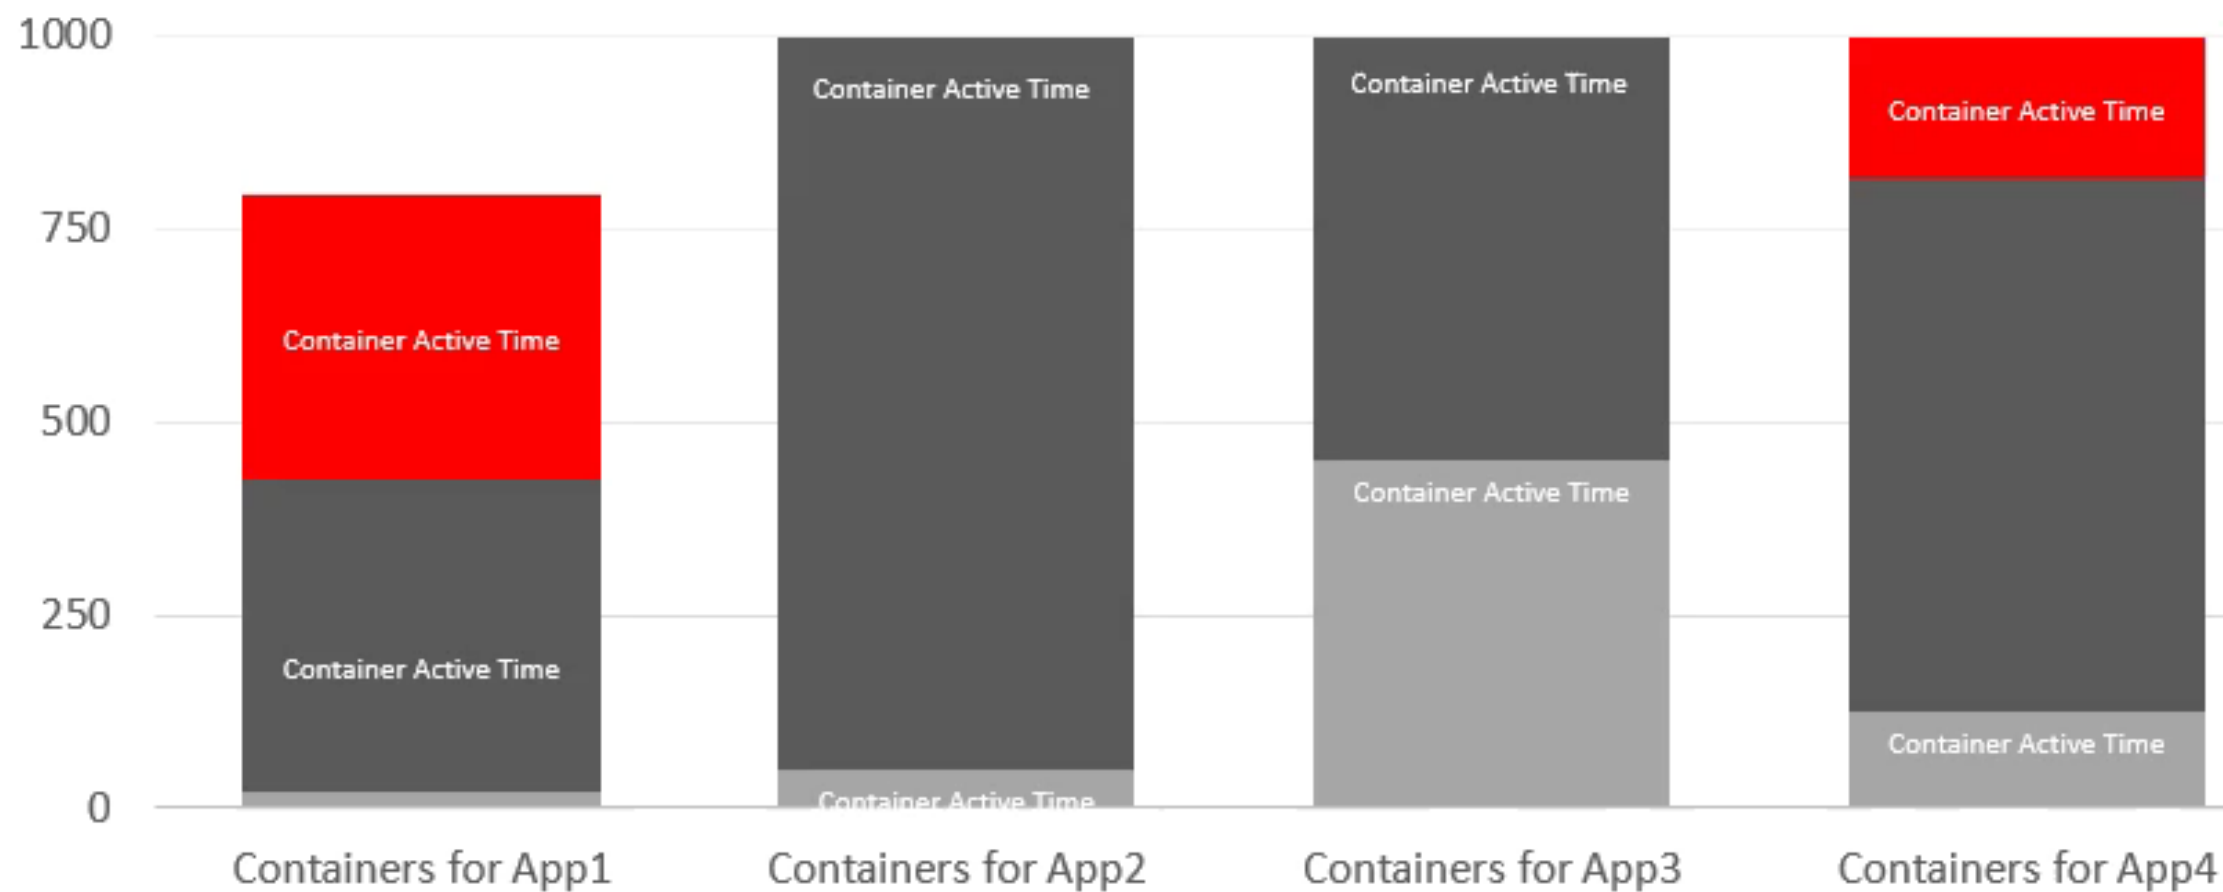 1000
750
500
250
0
Container Active Time
Container Active Time
Container Active Time
Container Active Time
Container Active Time
Container Active Time
Container Active Time
Container Active Time
Containers for App1
Containers for App2
Containers for App3
Containers for App4